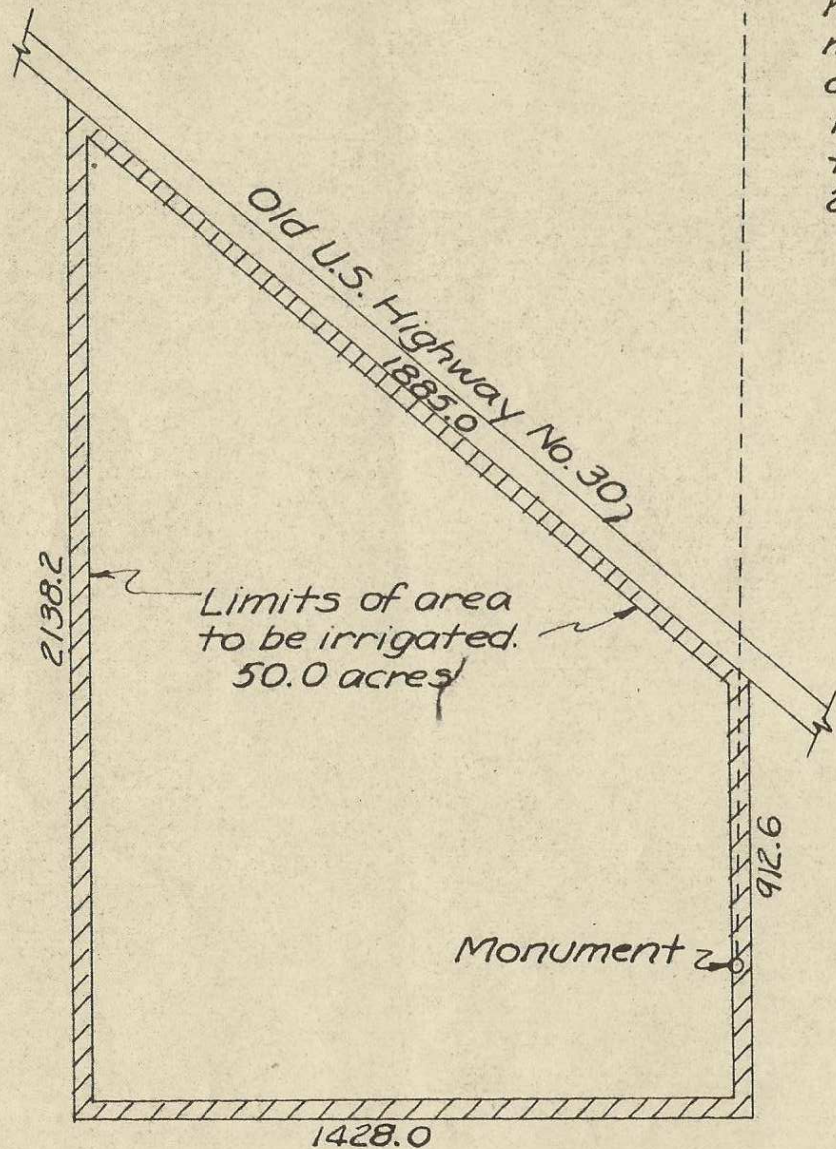 Old U.S. Highway No. 30
1885.0
2138.2
Limits of area
to be irrigated.
50.0 acres
912.6
Monument
1428.0